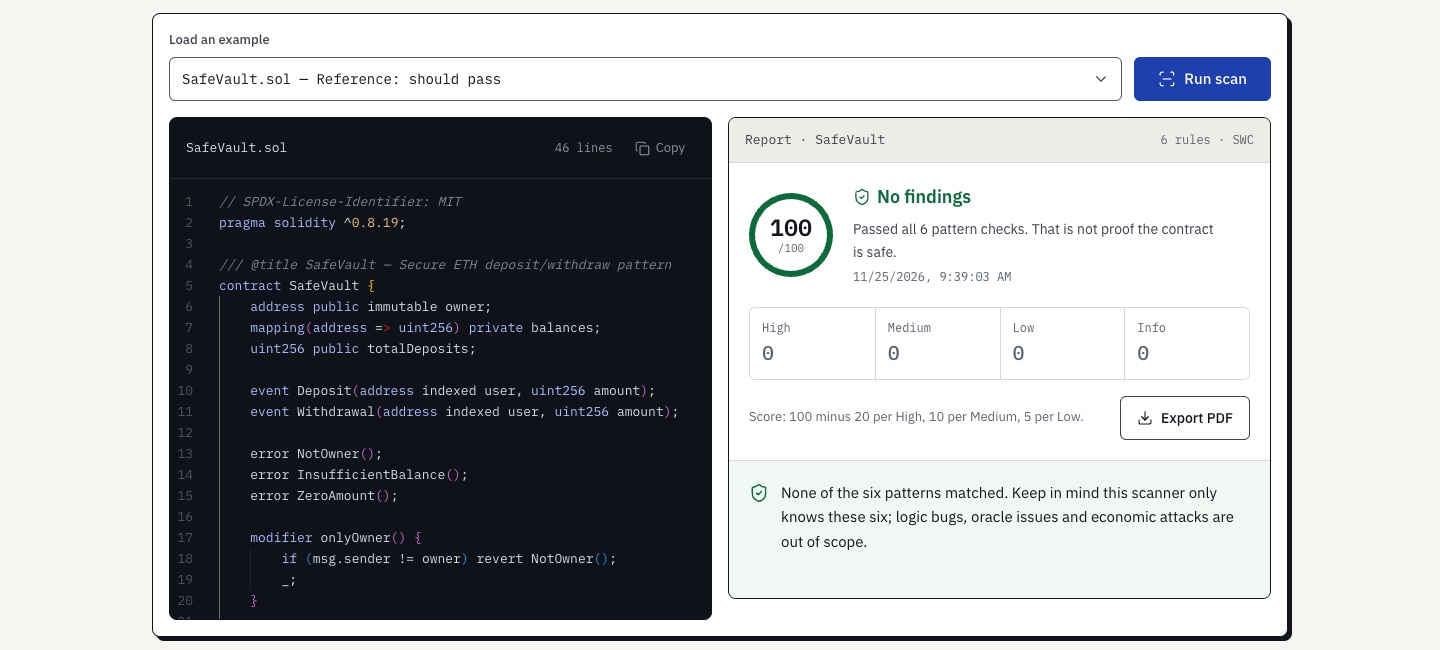 Load an example
SafeVault.sol — Reference: should pass
Run scan
SafeVault.sol
46 lines
Copy
1 // SPDX-License-Identifier: MIT
2 pragma solidity ^0.8.19;
3
4 /// @title SafeVault — Secure ETH deposit/withdraw pattern
5 contract SafeVault {
6 address public immutable owner;
7 mapping(address => uint256) private balances;
8 uint256 public totalDeposits;
9
10 event Deposit(address indexed user, uint256 amount);
11 event Withdrawal(address indexed user, uint256 amount);
12
13 error NotOwner();
14 error InsufficientBalance();
15 error ZeroAmount();
16
17 modifier onlyOwner() {
18 if (msg.sender != owner) revert NotOwner();
19 _;
20 }
Report · SafeVault
6 rules · SWC
100
/100
No findings
Passed all 6 pattern checks. That is not proof the contract
is safe.
11/25/2026, 9:39:03 AM
High
0
Medium
0
Low
0
Info
0
Score: 100 minus 20 per High, 10 per Medium, 5 per Low.
Export PDF
None of the six patterns matched. Keep in mind this scanner only
knows these six; logic bugs, oracle issues and economic attacks are
out of scope.